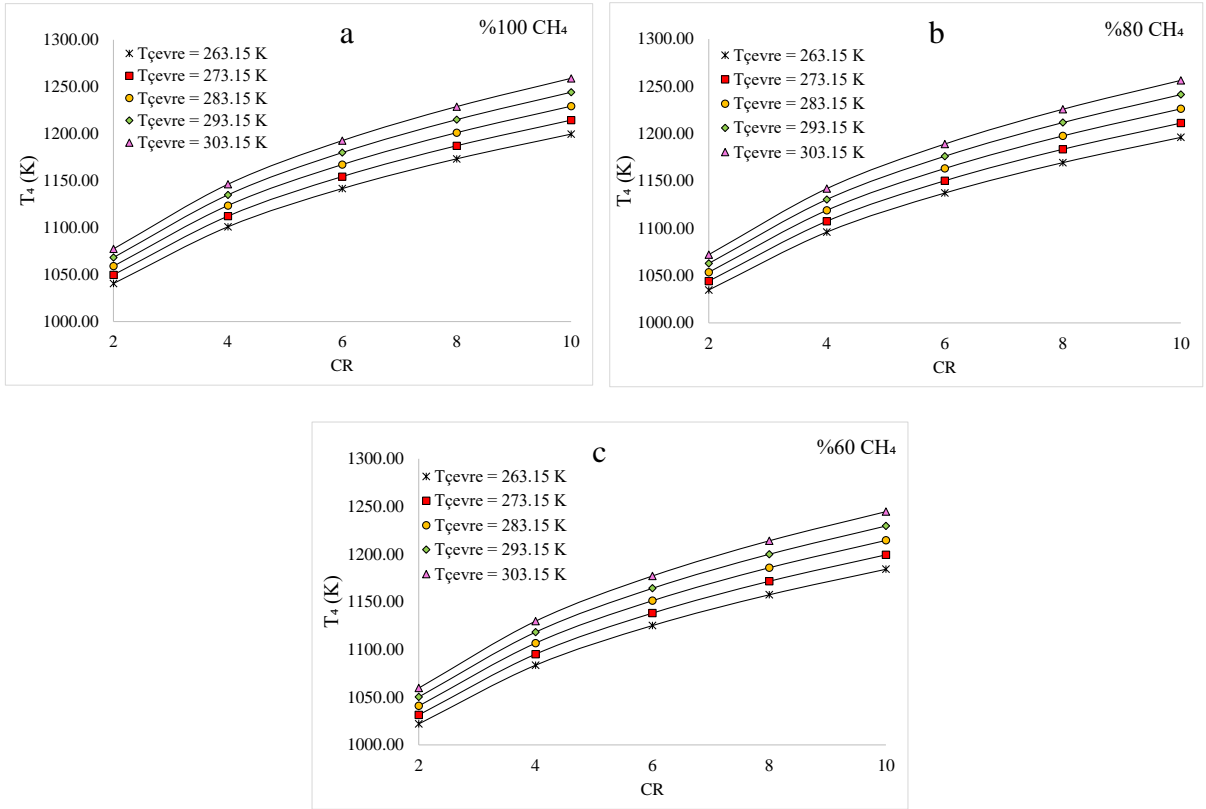 a
%100 CH₄
1300.00
1250.00
1200.00
1150.00
1100.00
1050.00
1000.00
T₄ (K)
Tçevre = 263.15 K
Tçevre = 273.15 K
Tçevre = 283.15 K
Tçevre = 293.15 K
Tçevre = 303.15 K
2 4 6 8 10
CR
b
%80 CH₄
1300.00
1250.00
1200.00
1150.00
1100.00
1050.00
1000.00
T₄ (K)
Tçevre = 263.15 K
Tçevre = 273.15 K
Tçevre = 283.15 K
Tçevre = 293.15 K
Tçevre = 303.15 K
2 4 6 8 10
CR
c
%60 CH₄
1300.00
1250.00
1200.00
1150.00
1100.00
1050.00
1000.00
T₄ (K)
Tçevre = 263.15 K
Tçevre = 273.15 K
Tçevre = 283.15 K
Tçevre = 293.15 K
Tçevre = 303.15 K
2 4 6 8 10
CR